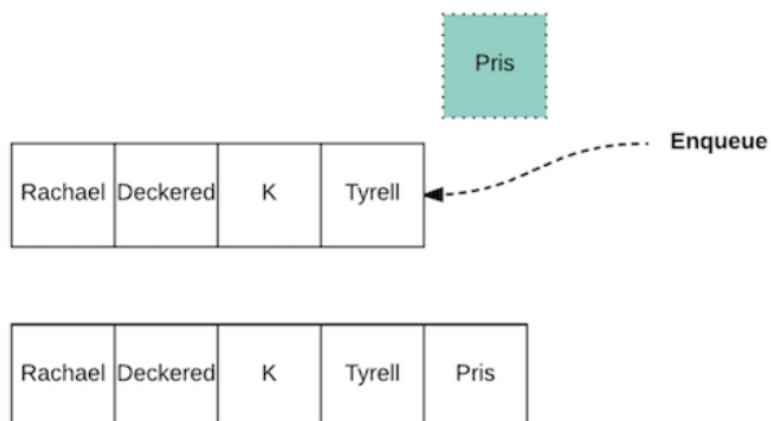 Pris
Enqueue
Rachael Deckered K Tyrell
Rachael Deckered K Tyrell Pris